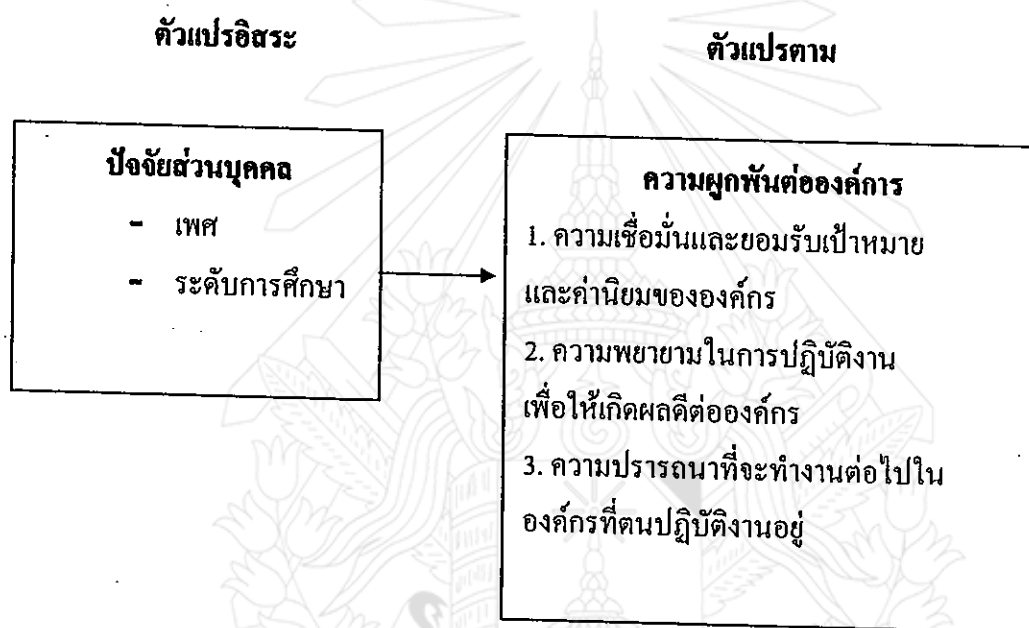 ตัวแปรอิสระ
ตัวแปรตาม
ปัจจัยส่วนบุคคล
- เพศ
- ระดับการศึกษา
ความผูกพันต่อองค์การ
1. ความเชื่อมั่นและยอมรับเป้าหมาย
และค่านิยมขององค์กร
2. ความพยายามในการปฏิบัติงาน
เพื่อให้เกิดผลดีต่อองค์กร
3. ความปรารถนาที่จะทำงานต่อไปใน
องค์กรที่ตนปฏิบัติงานอยู่